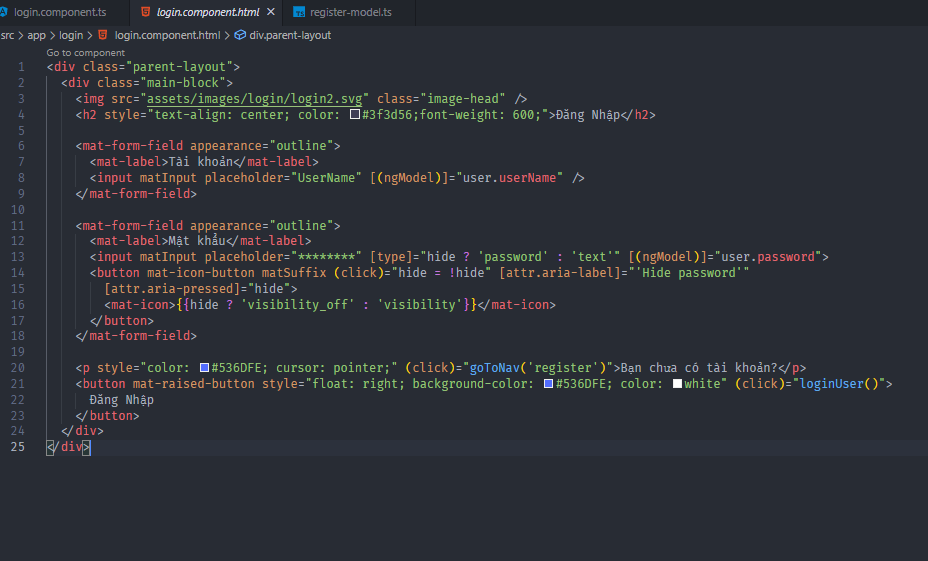 login.component.ts login.component.html register-model.ts
src > app > login > login.component.html > div.parent-layout
Go to component
1 <div class="parent-layout">
2 <div class="main-block">
3 <img src="assets/images/login/login2.svg" class="image-head" />
4 <h2 style="text-align: center; color: #3f3d56;font-weight: 600;">Đăng Nhập</h2>
5
6 <mat-form-field appearance="outline">
7 <mat-label>Tài khoản</mat-label>
8 <input matInput placeholder="UserName" [(ngModel)]="user.userName" />
9 </mat-form-field>
10
11 <mat-form-field appearance="outline">
12 <mat-label>Mật khẩu</mat-label>
13 <input matInput placeholder="********" [type]="hide ? 'password' : 'text'" [(ngModel)]="user.password">
14 <button mat-icon-button matSuffix (click)="hide = !hide" [attr.aria-label]="'Hide password'"
15 [attr.aria-pressed]="hide">
16 <mat-icon>{{hide ? 'visibility_off' : 'visibility'}}</mat-icon>
17 </button>
18 </mat-form-field>
19
20 <p style="color: #536DFE; cursor: pointer;" (click)="goToNav('register')">Bạn chưa có tài khoản?</p>
21 <button mat-raised-button style="float: right; background-color: #536DFE; color: white" (click)="loginUser()">
22 Đăng Nhập
23 </button>
24 </div>
25 </div>